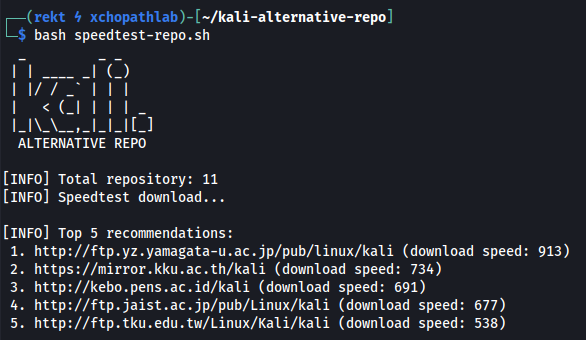 ┌──(rekt ϟ xchopathlab)-[~/kali-alternative-repo]
└─$ bash speedtest-repo.sh
kali
ALTERNATIVE REPO
[INFO] Total repository: 11
[INFO] Speedtest download...
[INFO] Top 5 recommendations:
1. http://ftp.yz.yamagata-u.ac.jp/pub/linux/kali (download speed: 913)
2. https://mirror.kku.ac.th/kali (download speed: 734)
3. http://kebo.pens.ac.id/kali (download speed: 691)
4. http://ftp.jaist.ac.jp/pub/Linux/kali (download speed: 677)
5. http://ftp.tku.edu.tw/Linux/Kali/kali (download speed: 538)